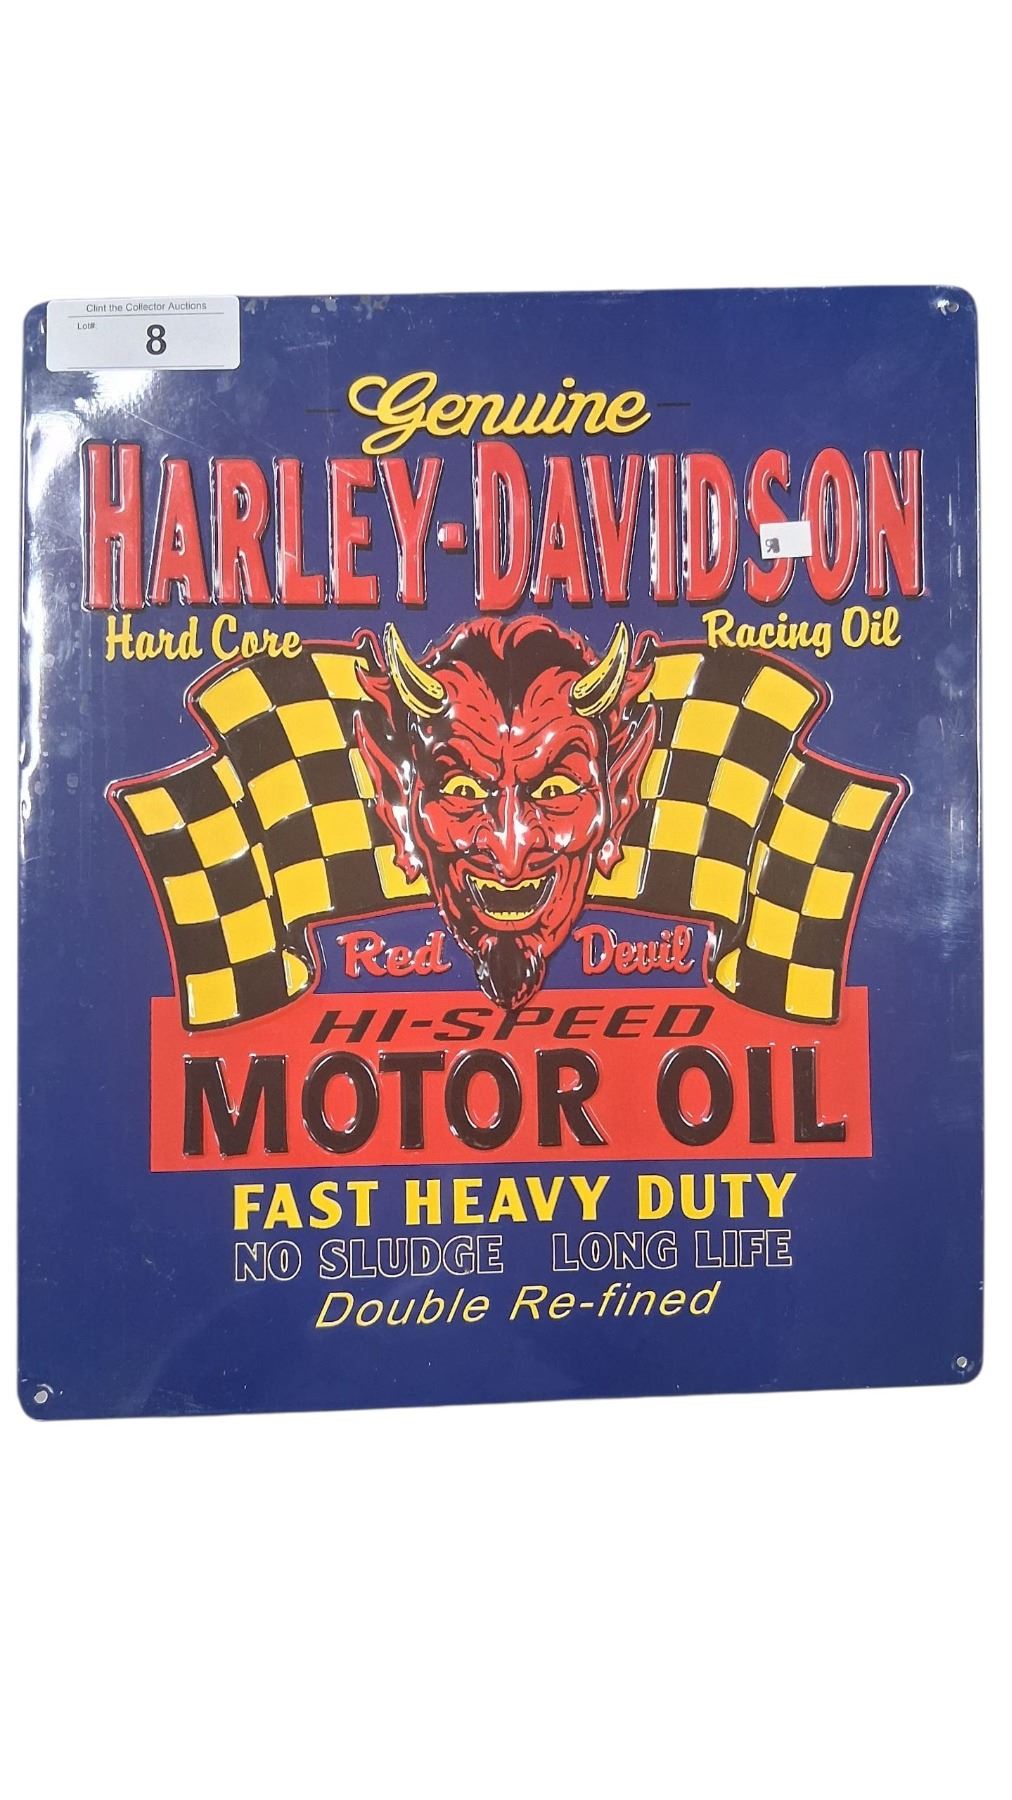 Clint the Collector Auctions
Lot#:
8
Genuine
HARLEY-DAVIDSON
Hard Core Racing Oil
Red Devil
HI-SPEED
MOTOR OIL
FAST HEAVY DUTY
NO SLUDGE LONG LIFE
Double Re-fined